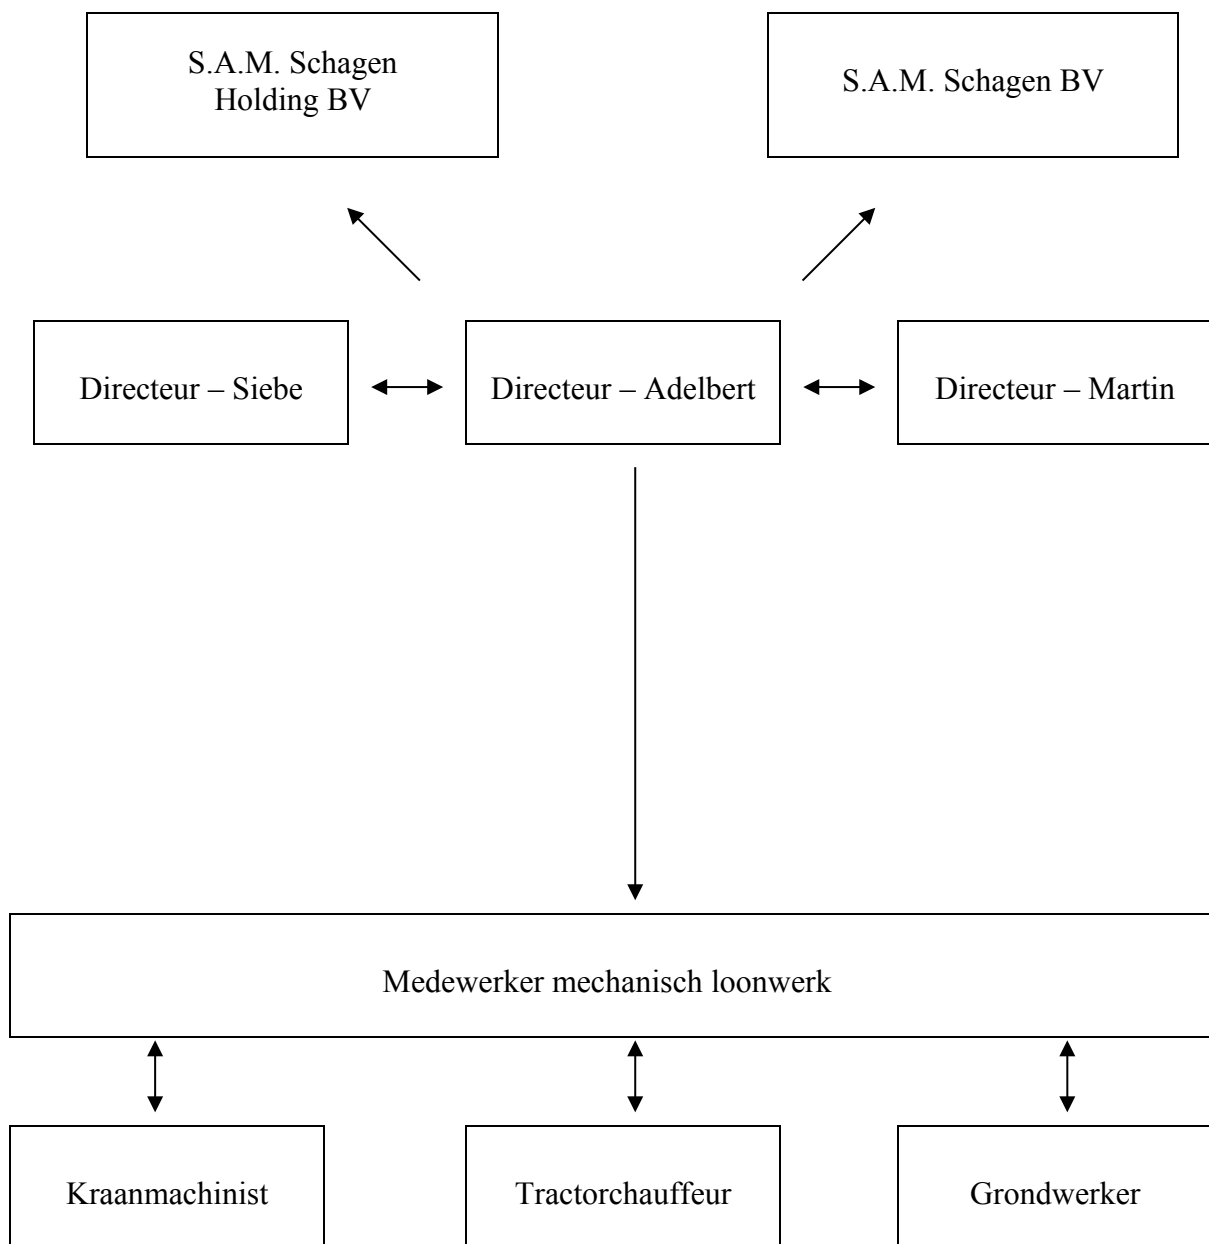 S.A.M. Schagen
Holding BV
S.A.M. Schagen BV
Directeur – Siebe
Directeur – Adelbert
Directeur – Martin
Medewerker mechanisch loonwerk
Kraanmachinist
Tractorchauffeur
Grondwerker